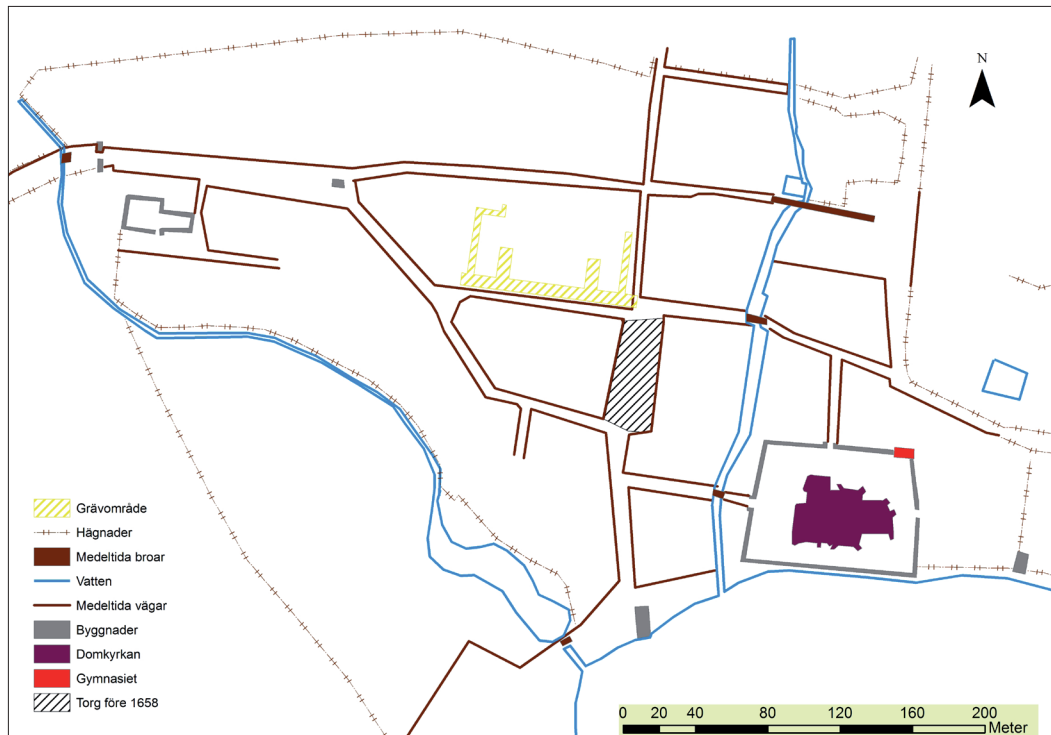 N
Grävområde
Hägnader
Medeltida broar
Vatten
Medeltida vägar
Byggnader
Domkyrkan
Gymnasiet
Torg före 1658
0 20 40 80 120 160 200
Meter